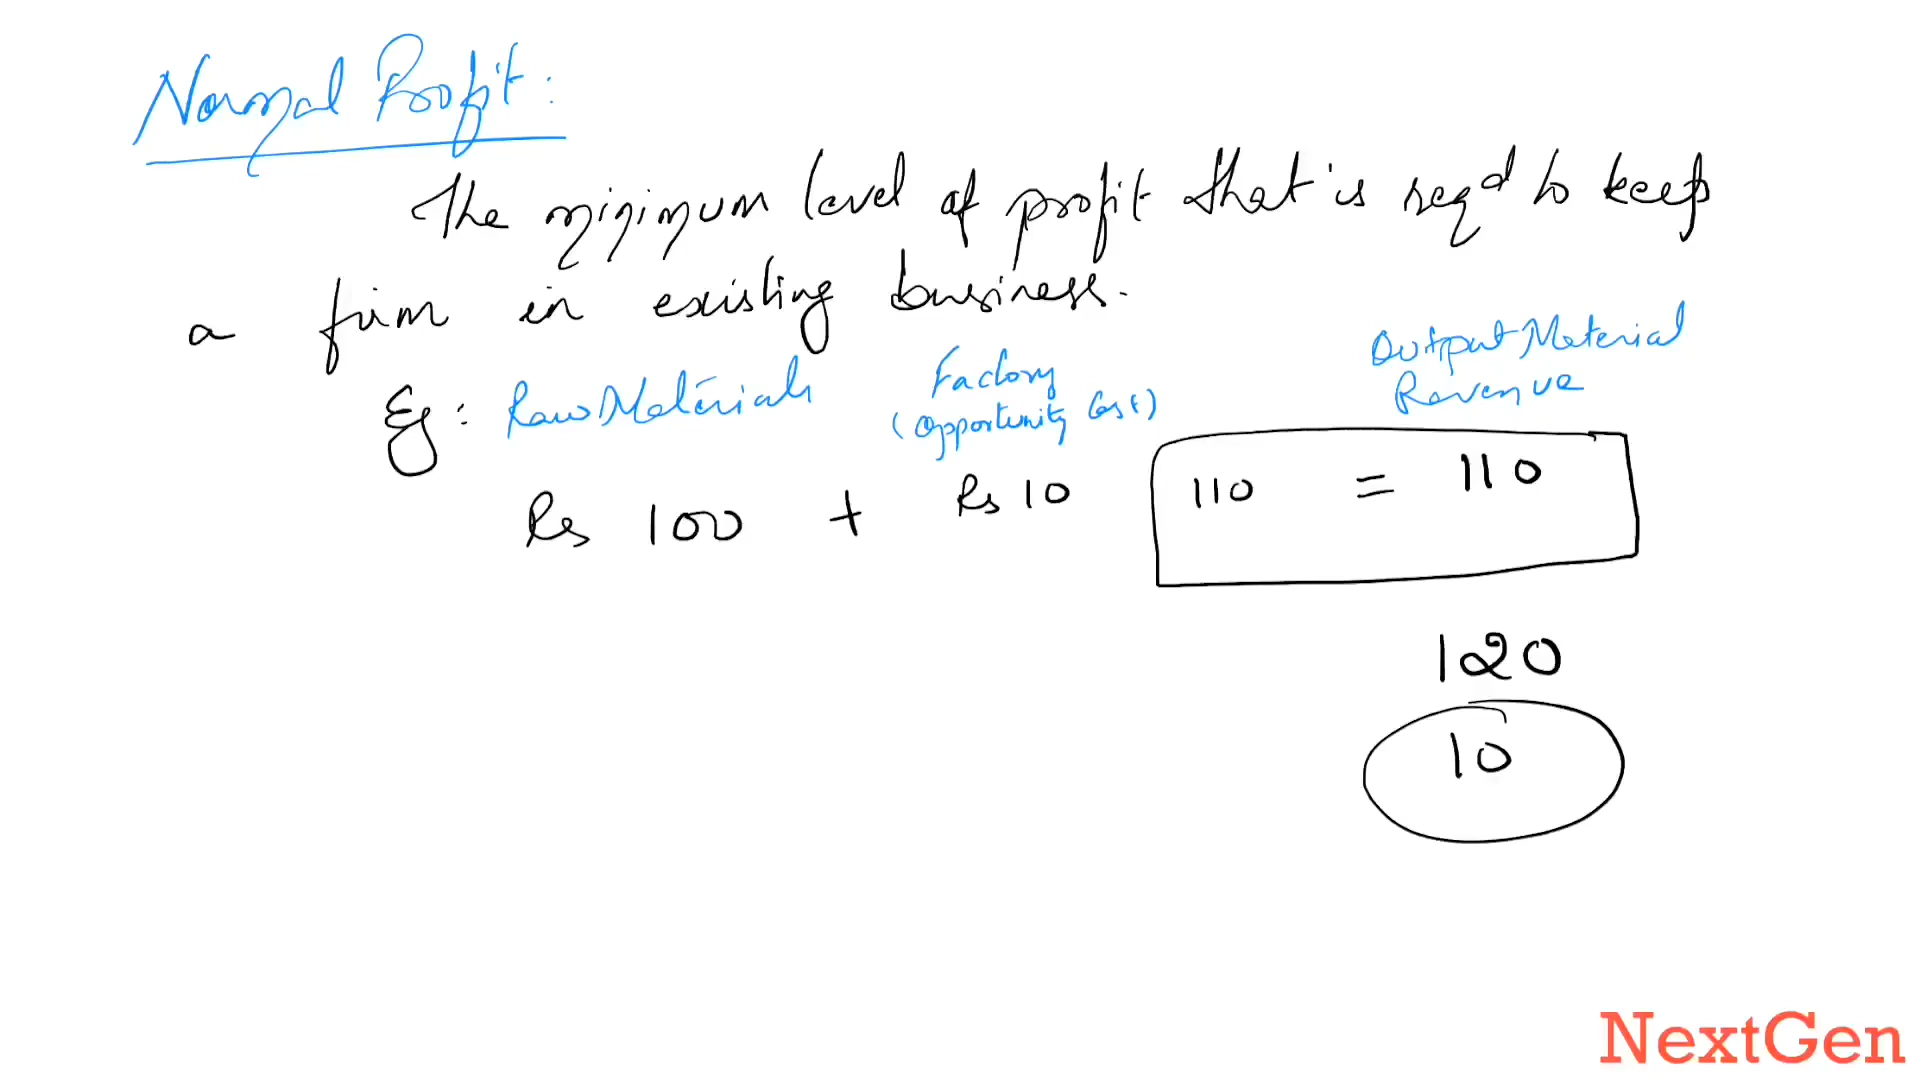 Normal Profit:
The minimum level of profit that is reqd to keep
a firm in existing business.
Eg: Raw Materials Factory Output Material
(Opportunity Cost) Revenue
Rs 100 + Rs 10 110 = 110
120
10
NextGen